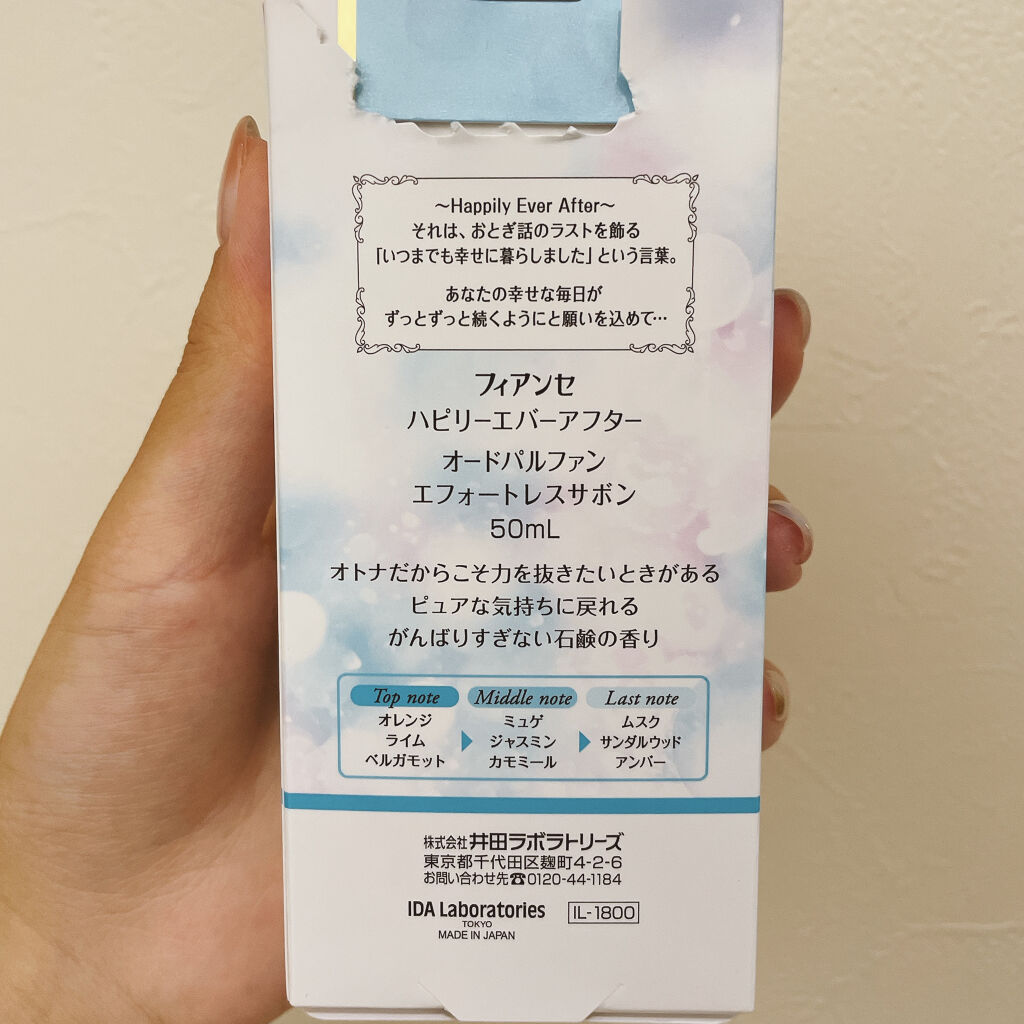 ～Happily Ever After～
それは、おとぎ話のラストを飾る
「いつまでも幸せに暮らしました」という言葉。
あなたの幸せな毎日が
ずっとずっと続くようにと願いを込めて…
フィアンセ
ハピリーエバーアフター
オードパルファン
エフォートレスサボン
50mL
オトナだからこそ力を抜きたいときがある
ピュアな気持ちに戻れる
がんばりすぎない石鹸の香り
Top note
オレンジ
ライム
ベルガモット
Middle note
ミュゲ
ジャスミン
カモミール
Last note
ムスク
サンダルウッド
アンバー
株式会社 井田ラボラトリーズ
東京都千代田区麹町4-2-6
お問い合わせ先☎0120-44-1184
IDA Laboratories
TOKYO
MADE IN JAPAN
IL-1800